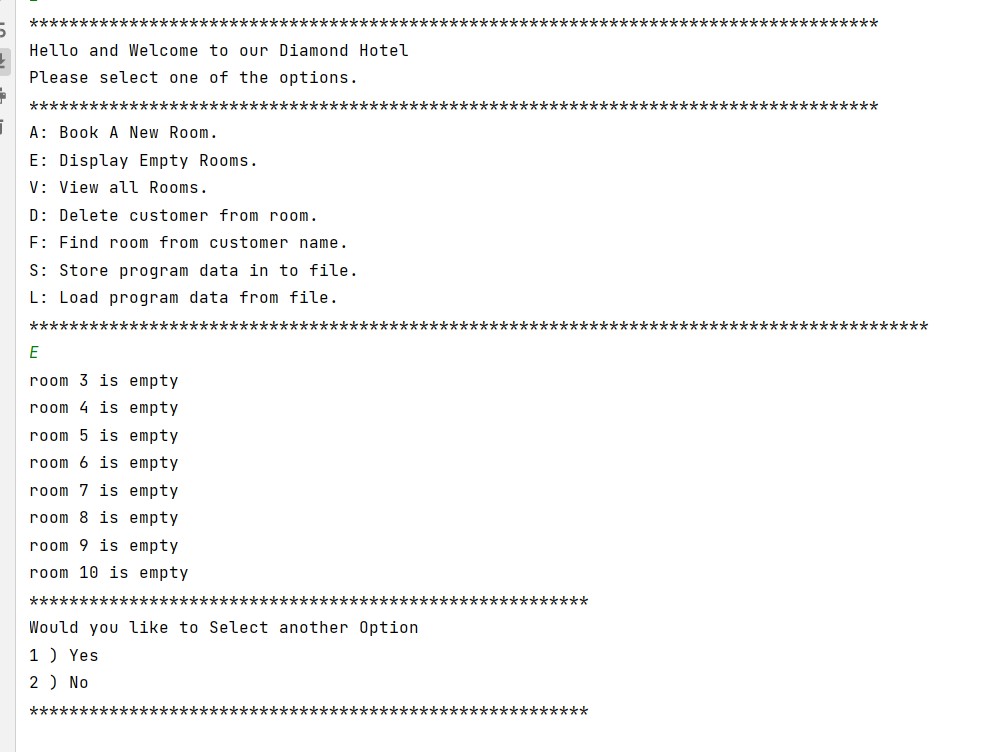 *************************************************************************************
Hello and Welcome to our Diamond Hotel
Please select one of the options.
*************************************************************************************
A: Book A New Room.
E: Display Empty Rooms.
V: View all Rooms.
D: Delete customer from room.
F: Find room from customer name.
S: Store program data in to file.
L: Load program data from file.
******************************************************************************************
E
room 3 is empty
room 4 is empty
room 5 is empty
room 6 is empty
room 7 is empty
room 8 is empty
room 9 is empty
room 10 is empty
********************************************************
Would you like to Select another Option
1 ) Yes
2 ) No
********************************************************